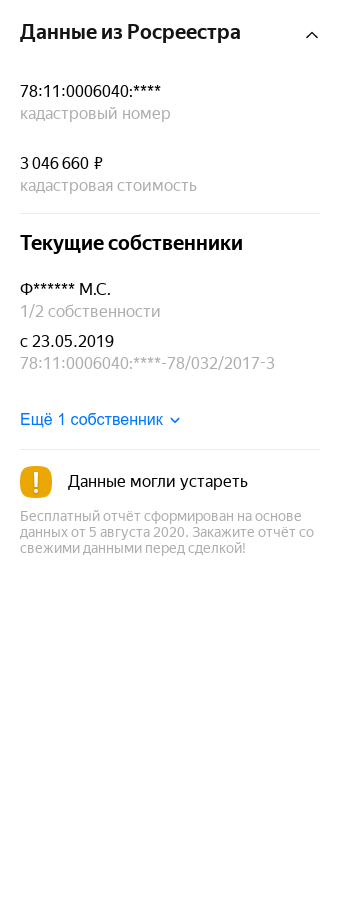 Данные из Росреестра
78:11:0006040:****
кадастровый номер
3 046 660 ₽
кадастровая стоимость
Текущие собственники
Ф****** М.С.
1/2 собственности
с 23.05.2019
78:11:0006040:****-78/032/2017-3
Ещё 1 собственник
Данные могли устареть
Бесплатный отчёт сформирован на основе
данных от 5 августа 2020. Закажите отчёт со
свежими данными перед сделкой!